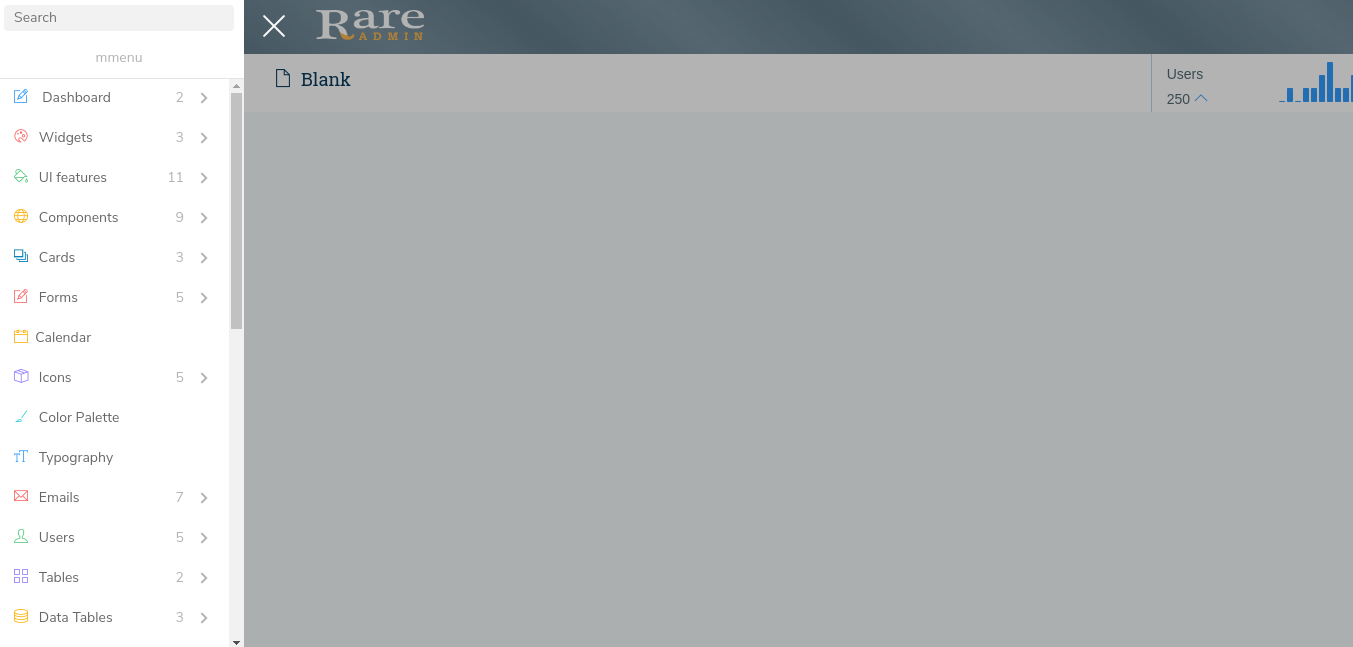 Search
mmenu
Dashboard 2
Widgets 3
UI features 11
Components 9
Cards 3
Forms 5
Calendar
Icons 5
Color Palette
Typography
Emails 7
Users 5
Tables 2
Data Tables 3
Rare
ADMIN
Blank
Users
250